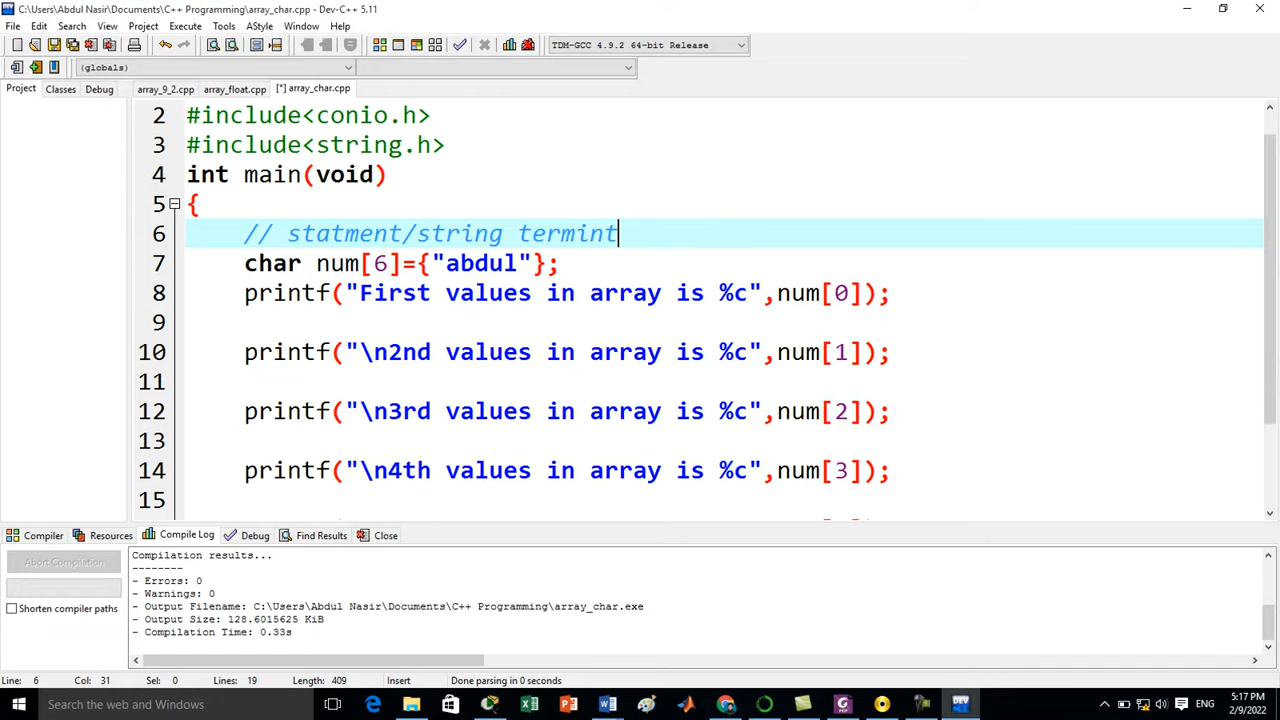 C:\Users\Abdul Nasir\Documents\C++ Programming\array_char.cpp - Dev-C++ 5.11
File Edit Search View Project Execute Tools AStyle Window Help
TDM-GCC 4.9.2 64-bit Release
(globals)
Project Classes Debug array_9_2.cpp array_float.cpp [*] array_char.cpp
2 #include<conio.h>
3 #include<string.h>
4 int main(void)
5 {
6 // statment/string termint
7 char num[6]={"abdul"};
8 printf("First values in array is %c",num[0]);
9
10 printf("\n2nd values in array is %c",num[1]);
11
12 printf("\n3rd values in array is %c",num[2]);
13
14 printf("\n4th values in array is %c",num[3]);
15
Compiler Resources Compile Log Debug Find Results Close
Abort Compilation
Shorten compiler paths
Compilation results...
--------
- Errors: 0
- Warnings: 0
- Output Filename: C:\Users\Abdul Nasir\Documents\C++ Programming\array_char.exe
- Output Size: 128.6015625 KiB
- Compilation Time: 0.33s
Line: 6 Col: 31 Sel: 0 Lines: 19 Length: 409 Insert Done parsing in 0 seconds
Search the web and Windows
ENG
5:17 PM
2/9/2022
DEV